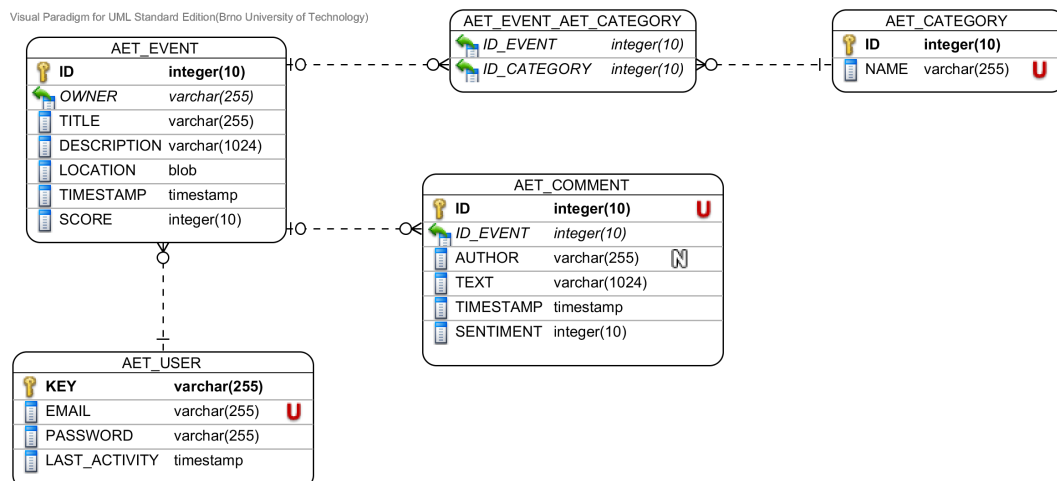 Visual Paradigm for UML Standard Edition(Brno University of Technology)
AET_EVENT
ID integer(10)
OWNER varchar(255)
TITLE varchar(255)
DESCRIPTION varchar(1024)
LOCATION blob
TIMESTAMP timestamp
SCORE integer(10)
AET_EVENT_AET_CATEGORY
ID_EVENT integer(10)
ID_CATEGORY integer(10)
AET_CATEGORY
ID integer(10)
NAME varchar(255) U
AET_COMMENT
ID integer(10) U
ID_EVENT integer(10)
AUTHOR varchar(255) N
TEXT varchar(1024)
TIMESTAMP timestamp
SENTIMENT integer(10)
AET_USER
KEY varchar(255)
EMAIL varchar(255) U
PASSWORD varchar(255)
LAST_ACTIVITY timestamp